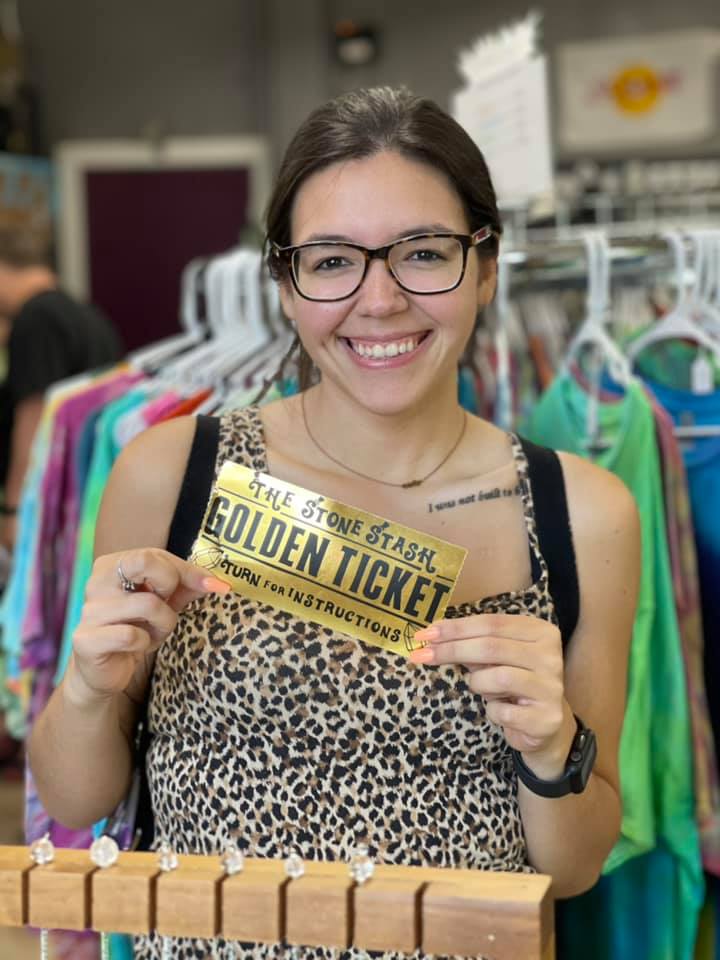 THE STONE STASH
GOLDEN TICKET
TURN FOR INSTRUCTIONS
I was not built to